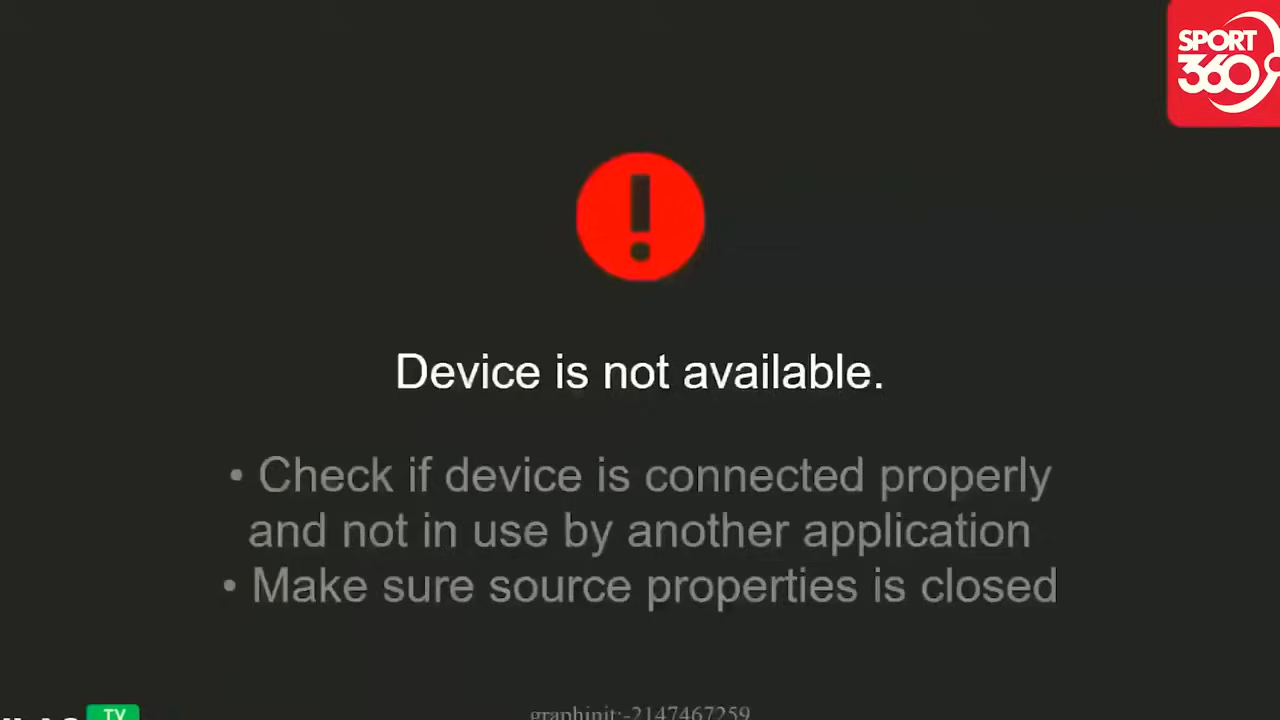 SPORT
360
Device is not available.
• Check if device is connected properly
and not in use by another application
• Make sure source properties is closed
TV
graphinit:-2147467259